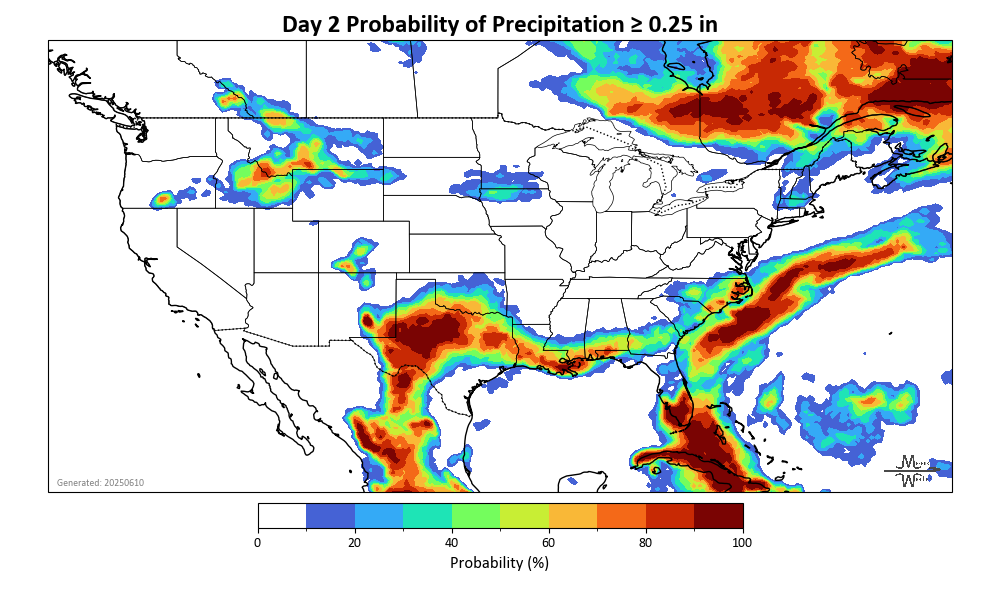 Day 2 Probability of Precipitation ≥ 0.25 in
Generated: 20250610
0 20 40 60 80 100
Probability (%)